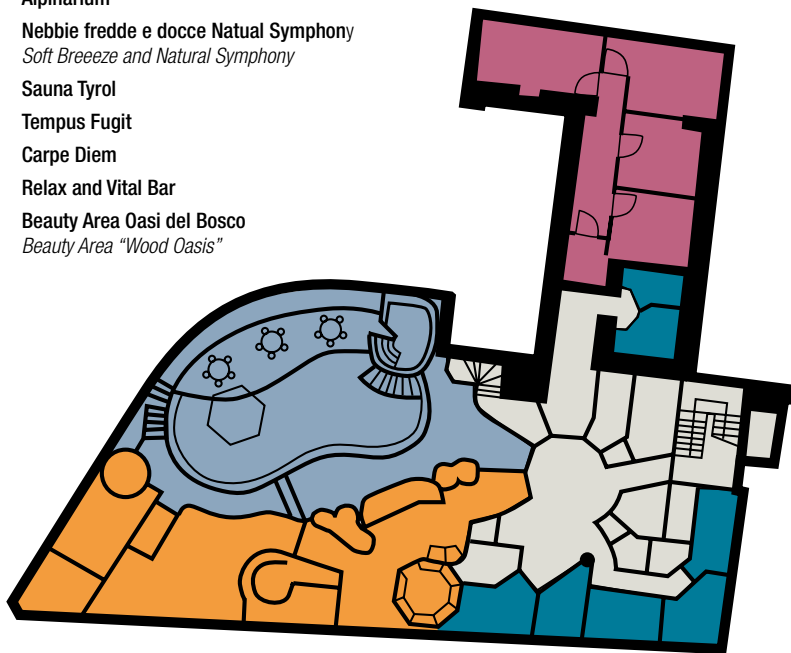 Alpinarium
Nebbie fredde e docce Natual Symphony
Soft Breeeze and Natural Symphony
Sauna Tyrol
Tempus Fugit
Carpe Diem
Relax and Vital Bar
Beauty Area Oasi del Bosco
Beauty Area “Wood Oasis”